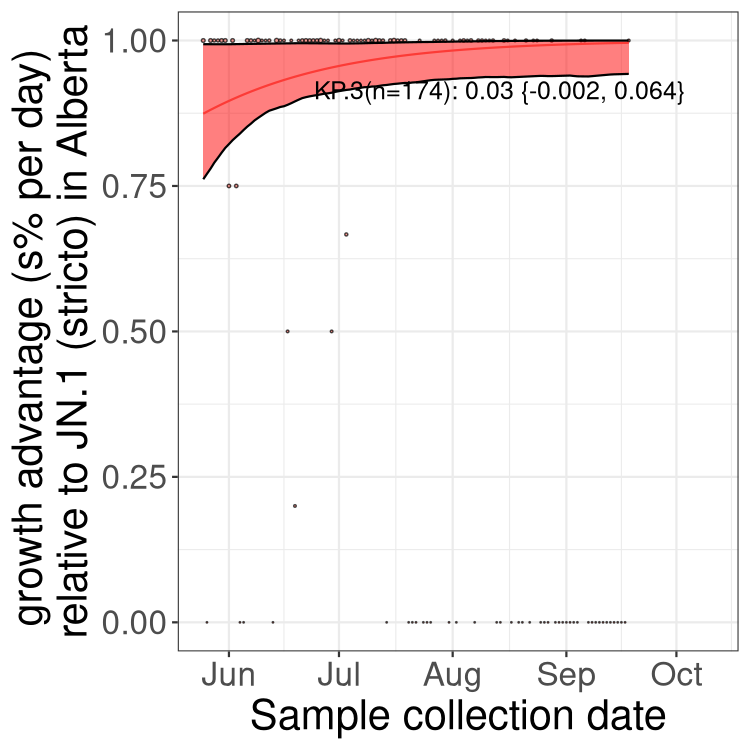 growth advantage (s% per day)
relative to JN.1 (stricto) in Alberta
1.00
0.75
0.50
0.25
0.00
KP.3(n=174): 0.03 {-0.002, 0.064}
Jun Jul Aug Sep Oct
Sample collection date